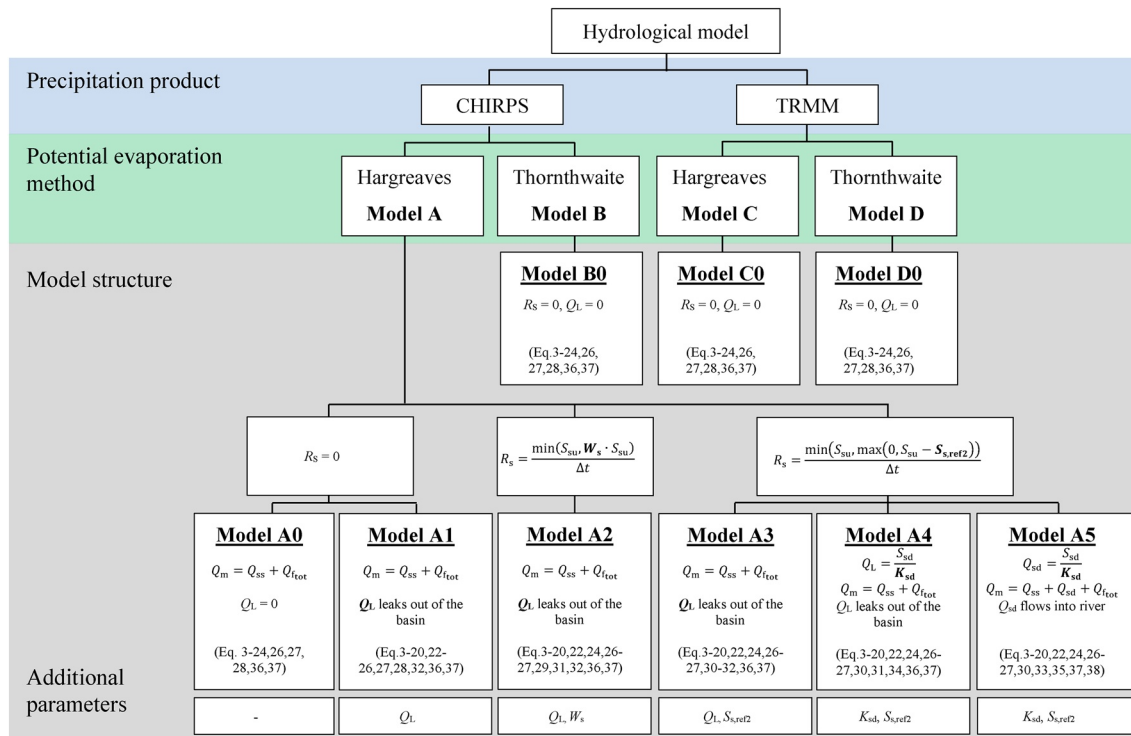 Hydrological model
Precipitation product
CHIRPS
TRMM
Potential evaporation
method
Hargreaves
Model A
Thornthwaite
Model B
Hargreaves
Model C
Thornthwaite
Model D
Model structure
Model B0
Rs = 0, QL = 0
(Eq.3-24,26,
27,28,36,37)
Model C0
Rs = 0, QL = 0
(Eq.3-24,26,
27,28,36,37)
Model D0
Rs = 0, QL = 0
(Eq.3-24,26,
27,28,36,37)
Rs = 0
Rs = min(Ssu, Ws · Ssu) / Δt
Rs = min(Ssu, max(0, Ssu − Ss,ref2)) / Δt
Model A0
Qm = Qss + Qftot
QL = 0
(Eq. 3-24,26,27,
28,36,37)
Model A1
Qm = Qss + Qftot
QL leaks out of the
basin
(Eq. 3-20,22-
26,27,28,32,36,37)
Model A2
Qm = Qss + Qftot
QL leaks out of the
basin
(Eq.3-20,22,24,26-
27,29,31,32,36,37)
Model A3
Qm = Qss + Qftot
QL leaks out of the
basin
(Eq.3-20,22,24,26-
27,30-32,36,37)
Model A4
QL = Ssd / Ksd
Qm = Qss + Qftot
QL leaks out of the
basin
(Eq.3-20,22,24,26-
27,30,31,34,36,37)
Model A5
Qsd = Ssd / Ksd
Qm = Qss + Qsd + Qftot
Qsd flows into river
(Eq.3-20,22,24,26-
27,30,33,35,37,38)
Additional
parameters
-
QL
QL, Ws
QL, Ss,ref2
Ksd, Ss,ref2
Ksd, Ss,ref2